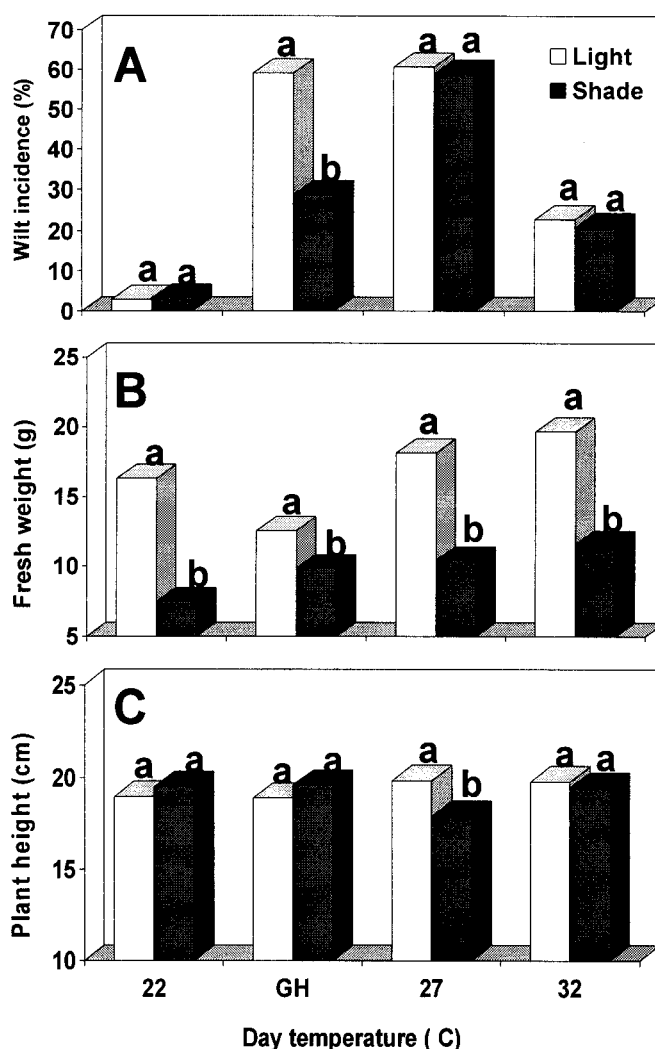 A
Wilt incidence (%)
70
60
50
40
30
20
10
0
Light
Shade
a a
a b
a a
a a
B
Fresh weight (g)
25
20
15
10
5
a b
a b
a b
a b
C
Plant height (cm)
25
20
15
10
a a
a a
a b
a a
22 GH 27 32
Day temperature ( C)